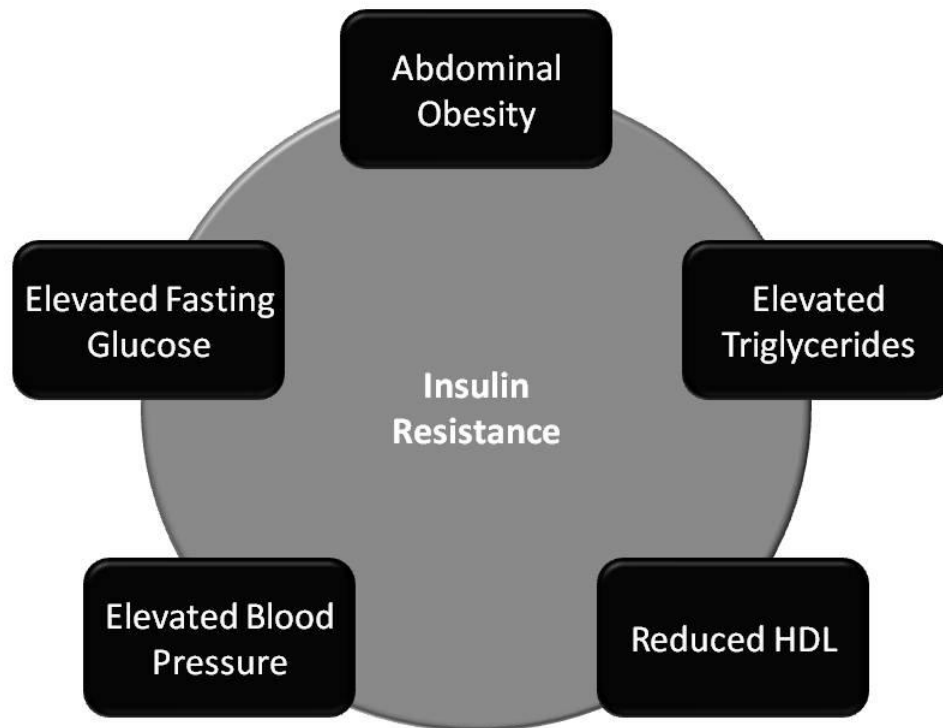 Abdominal
Obesity
Elevated Fasting
Glucose
Elevated
Triglycerides
Insulin
Resistance
Elevated Blood
Pressure
Reduced HDL